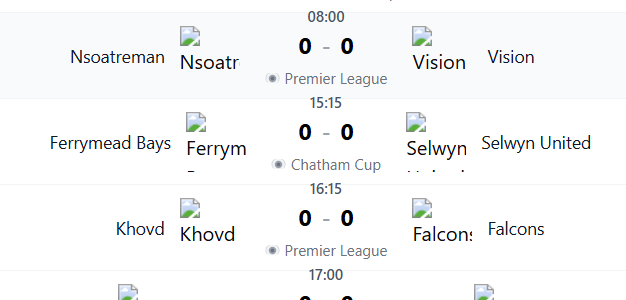 08:00
Nsoatreman Nsoatr 0 - 0 Vision Vision
Premier League
15:15
Ferrymead Bays Ferrym 0 - 0 Selwyn Selwyn United
Chatham Cup
16:15
Khovd Khovd 0 - 0 Falcons Falcons
Premier League
17:00